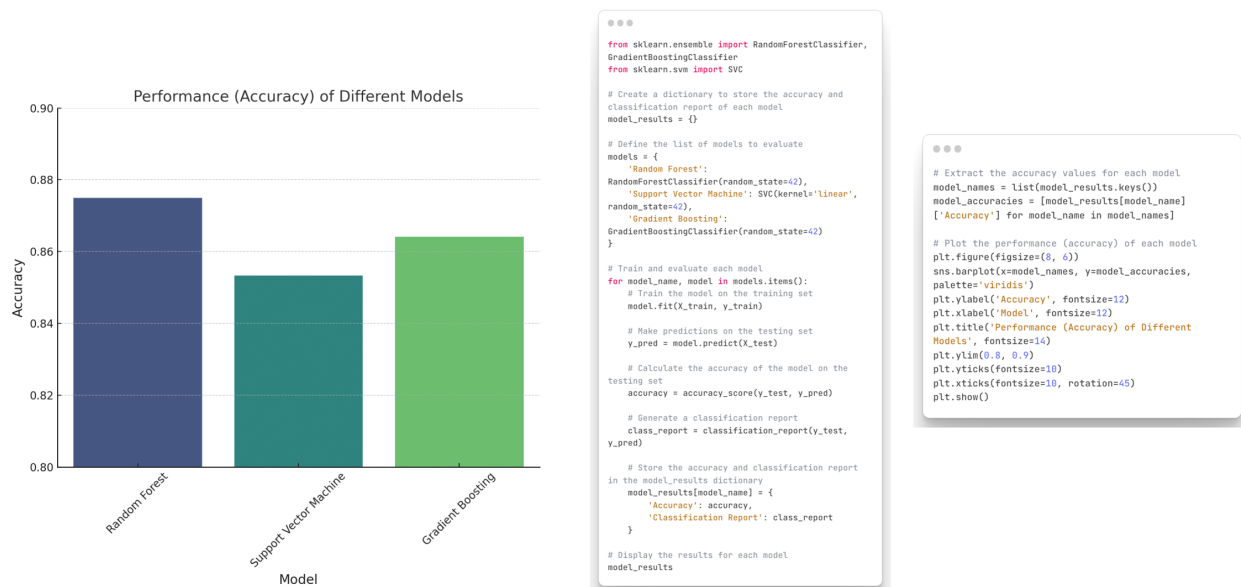 Performance (Accuracy) of Different Models
Accuracy
0.90
0.88
0.86
0.84
0.82
0.80
Random Forest
Support Vector Machine
Gradient Boosting
Model
from sklearn.ensemble import RandomForestClassifier,
GradientBoostingClassifier
from sklearn.svm import SVC
# Create a dictionary to store the accuracy and
classification report of each model
model_results = {}
# Define the list of models to evaluate
models = {
    'Random Forest':
RandomForestClassifier(random_state=42),
    'Support Vector Machine': SVC(kernel='linear',
random_state=42),
    'Gradient Boosting':
GradientBoostingClassifier(random_state=42)
}
# Train and evaluate each model
for model_name, model in models.items():
    # Train the model on the training set
    model.fit(X_train, y_train)
    # Make predictions on the testing set
    y_pred = model.predict(X_test)
    # Calculate the accuracy of the model on the
testing set
    accuracy = accuracy_score(y_test, y_pred)
    # Generate a classification report
    class_report = classification_report(y_test,
y_pred)
    # Store the accuracy and classification report
in the model_results dictionary
    model_results[model_name] = {
        'Accuracy': accuracy,
        'Classification Report': class_report
    }
# Display the results for each model
model_results
# Extract the accuracy values for each model
model_names = list(model_results.keys())
model_accuracies = [model_results[model_name]
['Accuracy'] for model_name in model_names]
# Plot the performance (accuracy) of each model
plt.figure(figsize=(8, 6))
sns.barplot(x=model_names, y=model_accuracies,
palette='viridis')
plt.ylabel('Accuracy', fontsize=12)
plt.xlabel('Model', fontsize=12)
plt.title('Performance (Accuracy) of Different
Models', fontsize=14)
plt.ylim(0.8, 0.9)
plt.yticks(fontsize=10)
plt.xticks(fontsize=10, rotation=45)
plt.show()